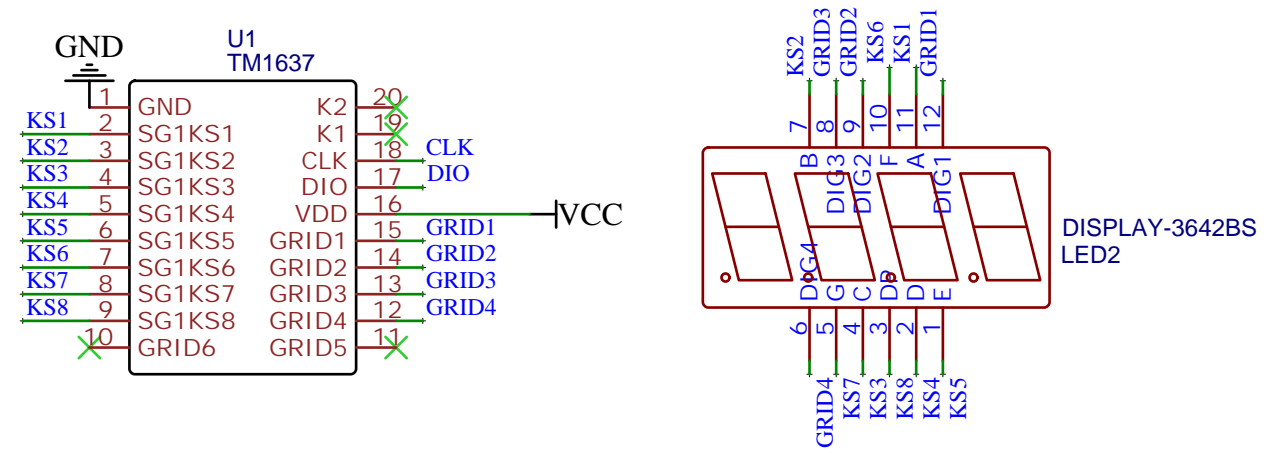 GND
U1
TM1637
1 GND K2 20
KS1 2 SG1KS1 K1 19
KS2 3 SG1KS2 CLK 18 CLK
KS3 4 SG1KS3 DIO 17 DIO
KS4 5 SG1KS4 VDD 16 VCC
KS5 6 SG1KS5 GRID1 15 GRID1
KS6 7 SG1KS6 GRID2 14 GRID2
KS7 8 SG1KS7 GRID3 13 GRID3
KS8 9 SG1KS8 GRID4 12 GRID4
10 GRID6 GRID5 11
KS2 GRID3 GRID2 KS6 KS1 GRID1
7 8 9 10 11 12
B DIG3 DIG2 F A DIG1
DISPLAY-3642BS
LED2
DIG4 G C DP D E
6 5 4 3 2 1
GRID4 KS7 KS3 KS8 KS4 KS5